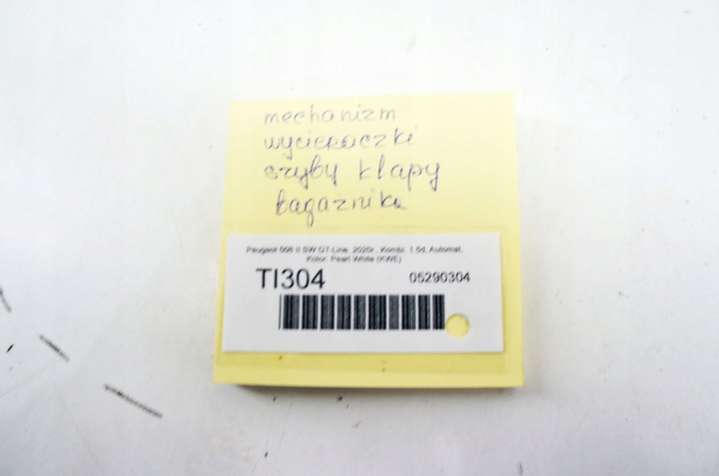 mechanizm
wycieraczki
szyby klapy
bagażnika
Peugeot 508 II SW GT-Line, 2020r., Kombi, 1.5d, Automat,
Kolor: Pearl White (KWE)
TI304
05290304